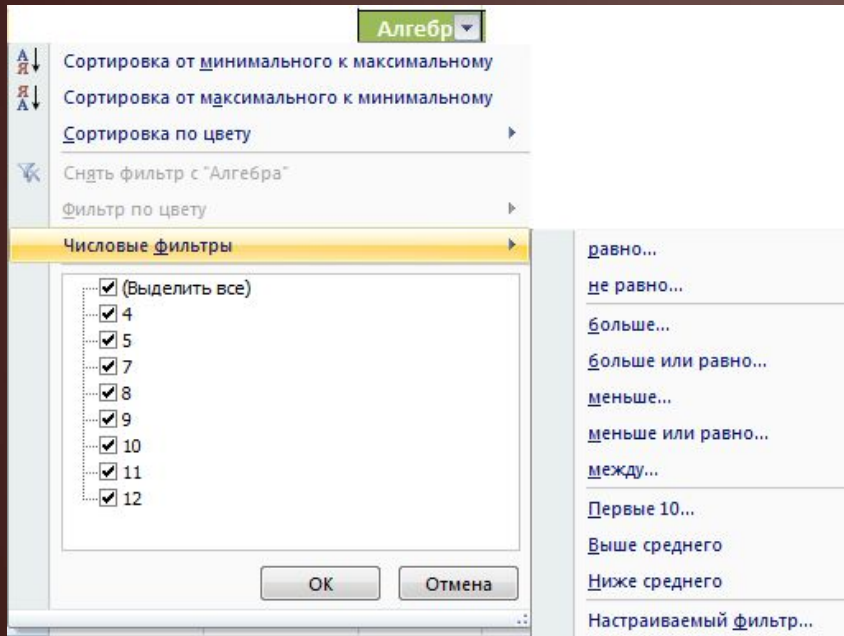 Алгебр
Сортировка от минимального к максимальному
Сортировка от максимального к минимальному
Сортировка по цвету
Снять фильтр с "Алгебра"
Фильтр по цвету
Числовые фильтры
(Выделить все)
4
5
7
8
9
10
11
12
ОК
Отмена
равно...
не равно...
больше...
больше или равно...
меньше...
меньше или равно...
между...
Первые 10...
Выше среднего
Ниже среднего
Настраиваемый фильтр...